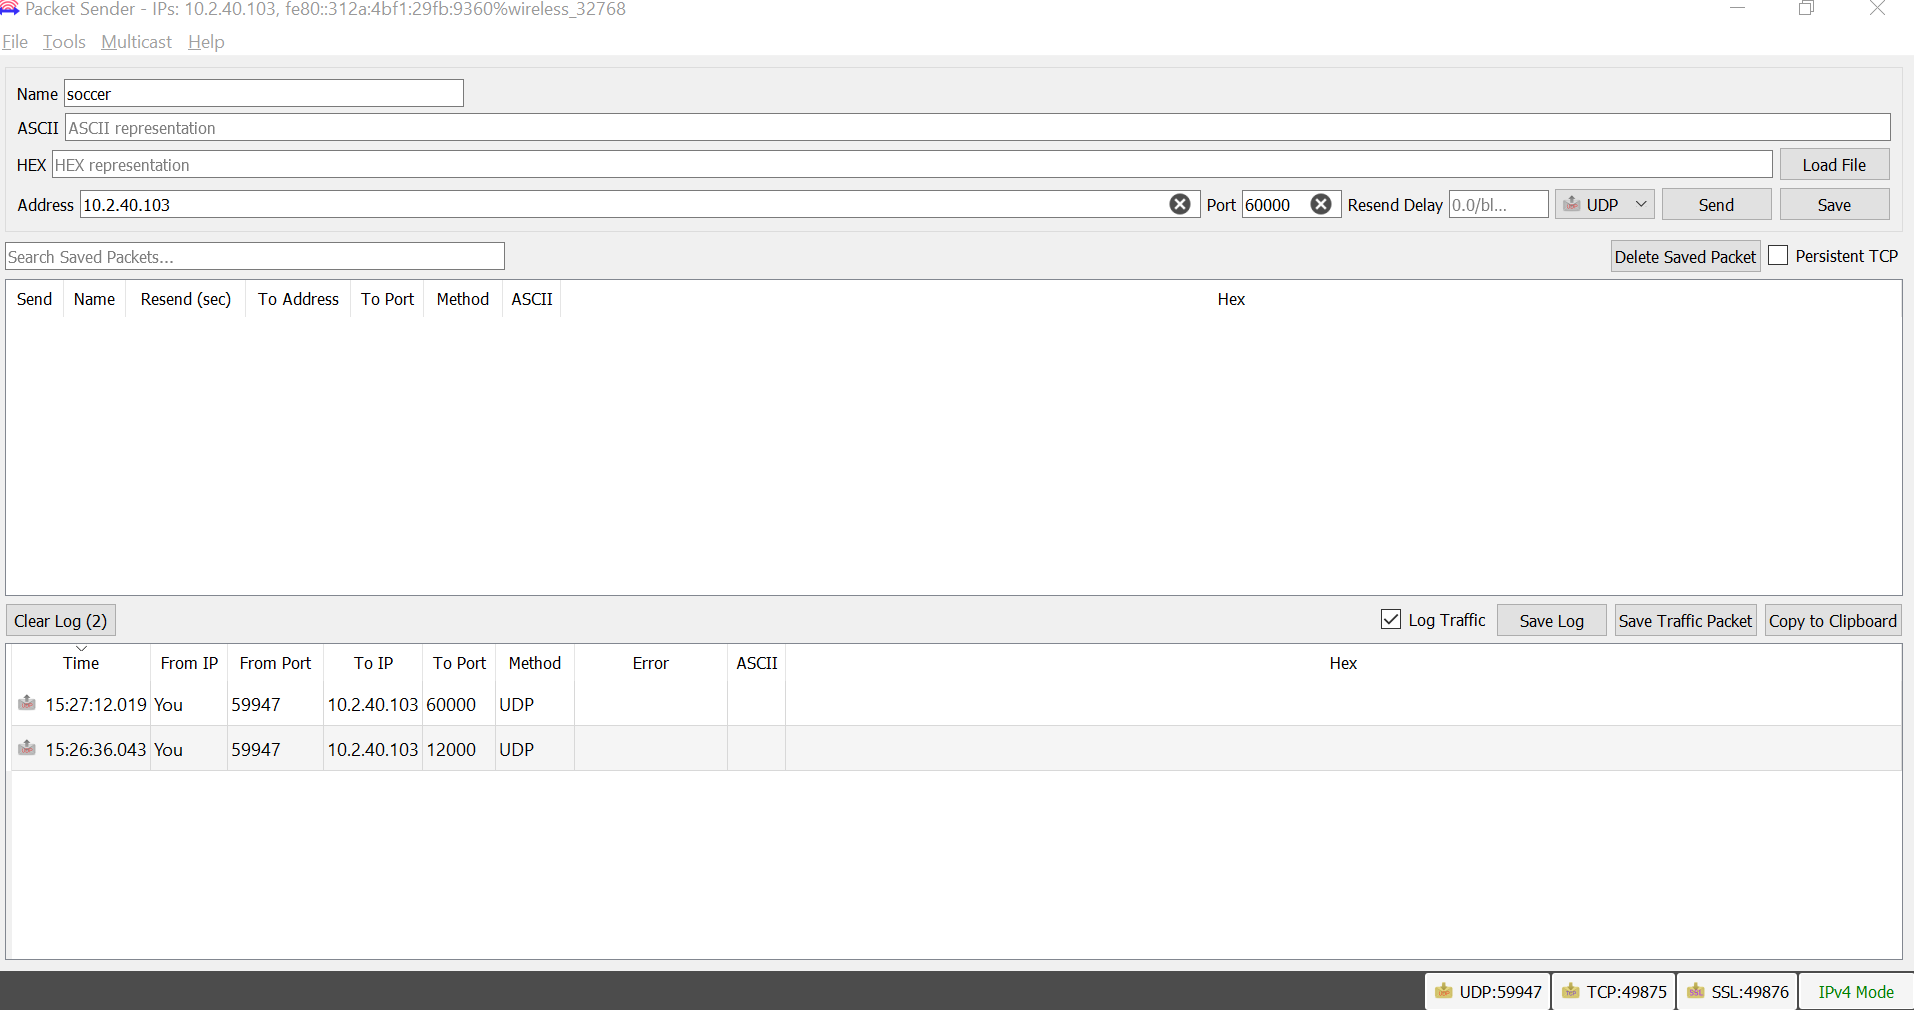 Packet Sender - IPs: 10.2.40.103, fe80::312a:4bf1:29fb:9360%wireless_32768
File Tools Multicast Help
Name soccer
ASCII ASCII representation
HEX HEX representation Load File
Address 10.2.40.103 Port 60000 Resend Delay 0.0/bl... UDP Send Save
Search Saved Packets... Delete Saved Packet Persistent TCP
Send Name Resend (sec) To Address To Port Method ASCII Hex
Clear Log (2) Log Traffic Save Log Save Traffic Packet Copy to Clipboard
Time From IP From Port To IP To Port Method Error ASCII Hex
15:27:12.019 You 59947 10.2.40.103 60000 UDP
15:26:36.043 You 59947 10.2.40.103 12000 UDP
UDP:59947 TCP:49875 SSL:49876 IPv4 Mode